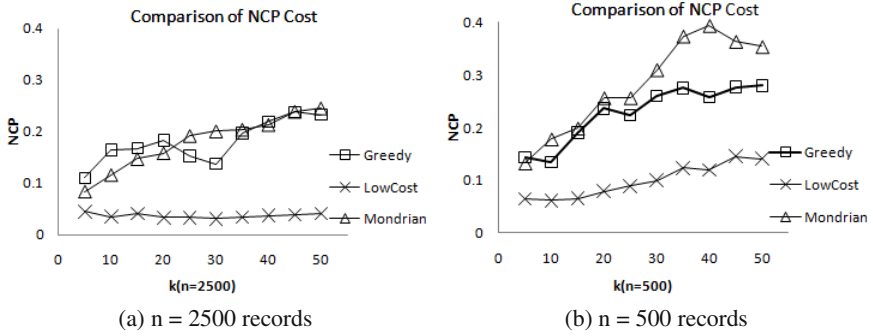 Comparison of NCP Cost
0.4
0.3
0.2
0.1
0
NCP
0 10 20 30 40 50
k(n=2500)
Greedy
LowCost
Mondrian
(a) n = 2500 records
Comparison of NCP Cost
0.4
0.3
0.2
0.1
0
NCP
0 10 20 30 40 50
k(n=500)
Greedy
LowCost
Mondrian
(b) n = 500 records